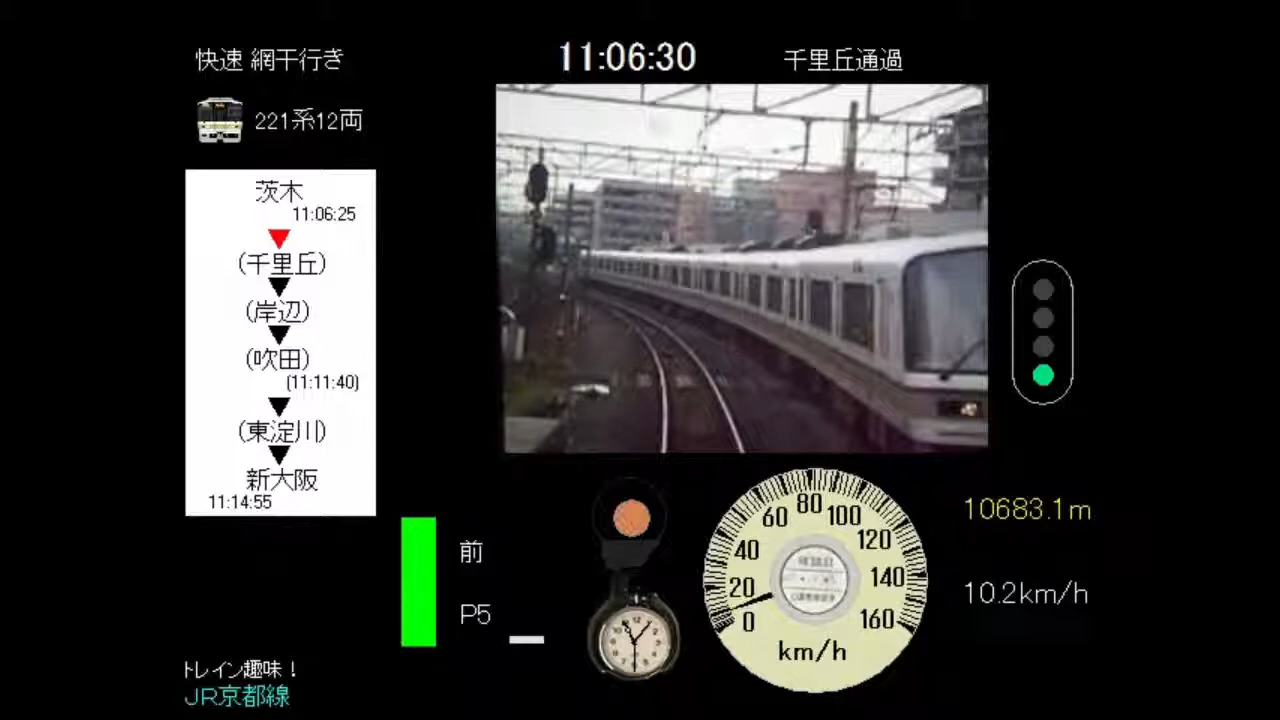 快速 網干行き
11:06:30
千里丘通過
221系12両
茨木
11:06:25
(千里丘)
(岸辺)
(吹田)
(11:11:40)
(東淀川)
新大阪
11:14:55
前
P5
0
20
40
60
80
100
120
140
160
km/h
10683.1m
10.2km/h
トレイン趣味！
JR京都線